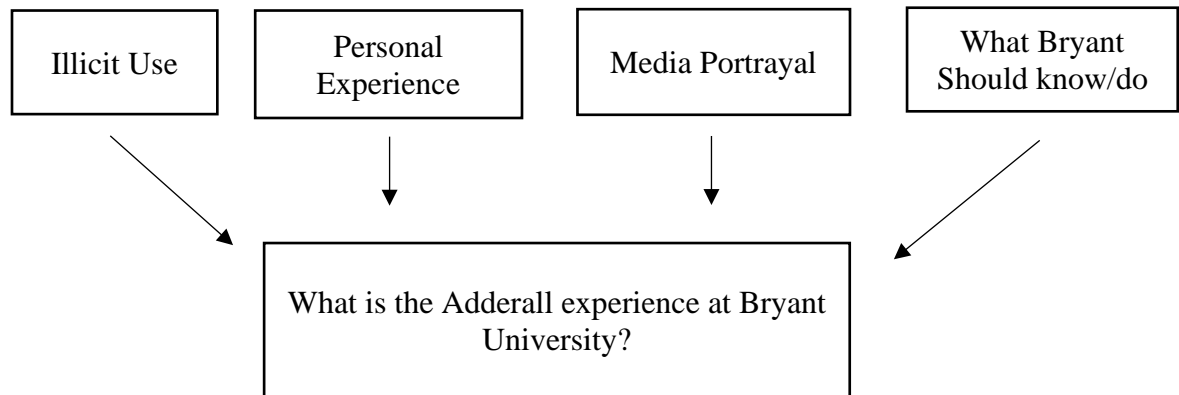 Illicit Use
Personal
Experience
Media Portrayal
What Bryant
Should know/do
What is the Adderall experience at Bryant
University?